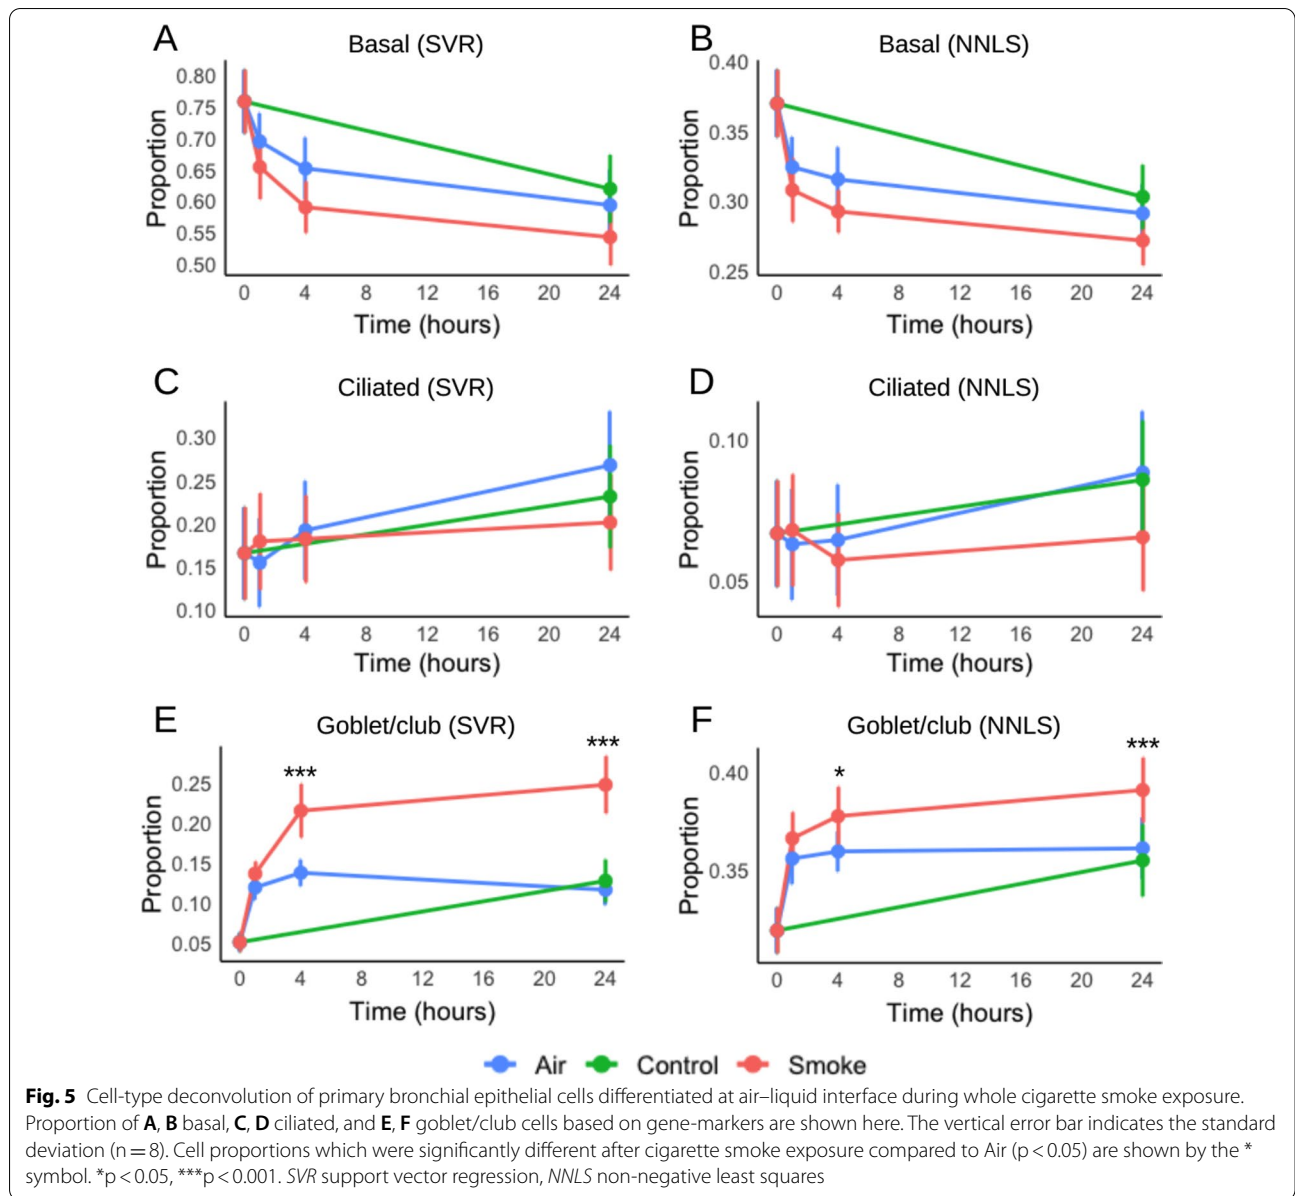 A
Basal (SVR)
Proportion
0.80
0.75
0.70
0.65
0.60
0.55
0.50
0 4 8 12 16 20 24
Time (hours)
B
Basal (NNLS)
Proportion
0.40
0.35
0.30
0.25
0 4 8 12 16 20 24
Time (hours)
C
Ciliated (SVR)
Proportion
0.30
0.25
0.20
0.15
0.10
0 4 8 12 16 20 24
Time (hours)
D
Ciliated (NNLS)
Proportion
0.10
0.05
0 4 8 12 16 20 24
Time (hours)
E
Goblet/club (SVR)
***
***
Proportion
0.25
0.20
0.15
0.10
0.05
0 4 8 12 16 20 24
Time (hours)
F
Goblet/club (NNLS)
***
*
Proportion
0.40
0.35
0 4 8 12 16 20 24
Time (hours)
Air Control Smoke
Fig. 5 Cell-type deconvolution of primary bronchial epithelial cells differentiated at air–liquid interface during whole cigarette smoke exposure.
Proportion of A, B basal, C, D ciliated, and E, F goblet/club cells based on gene-markers are shown here. The vertical error bar indicates the standard
deviation (n = 8). Cell proportions which were significantly different after cigarette smoke exposure compared to Air (p < 0.05) are shown by the *
symbol. *p < 0.05, ***p < 0.001. SVR support vector regression, NNLS non-negative least squares